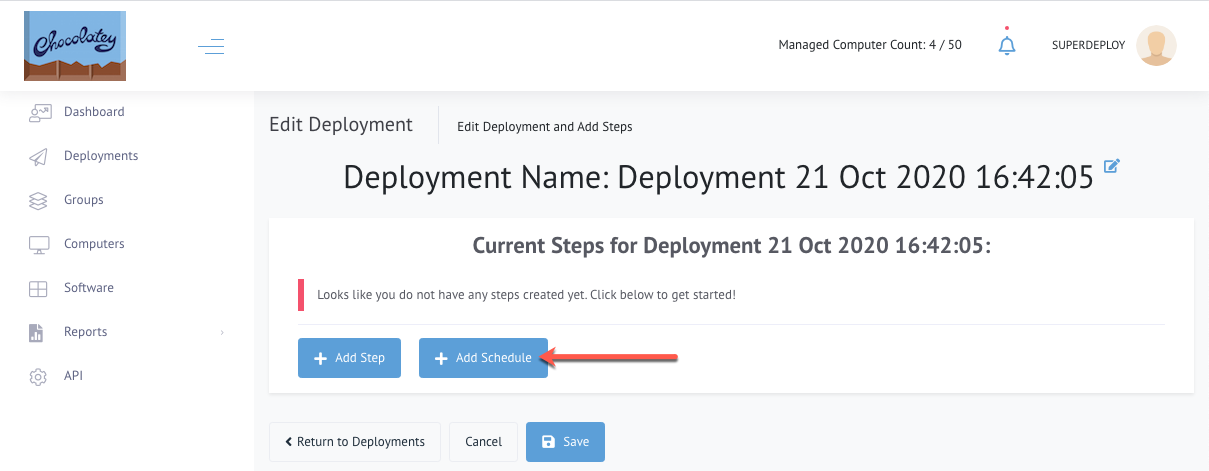 Chocolatey
Managed Computer Count: 4 / 50
SUPERDEPLOY
Dashboard
Deployments
Groups
Computers
Software
Reports
API
Edit Deployment
Edit Deployment and Add Steps
Deployment Name: Deployment 21 Oct 2020 16:42:05
Current Steps for Deployment 21 Oct 2020 16:42:05:
Looks like you do not have any steps created yet. Click below to get started!
+ Add Step
+ Add Schedule
Return to Deployments
Cancel
Save